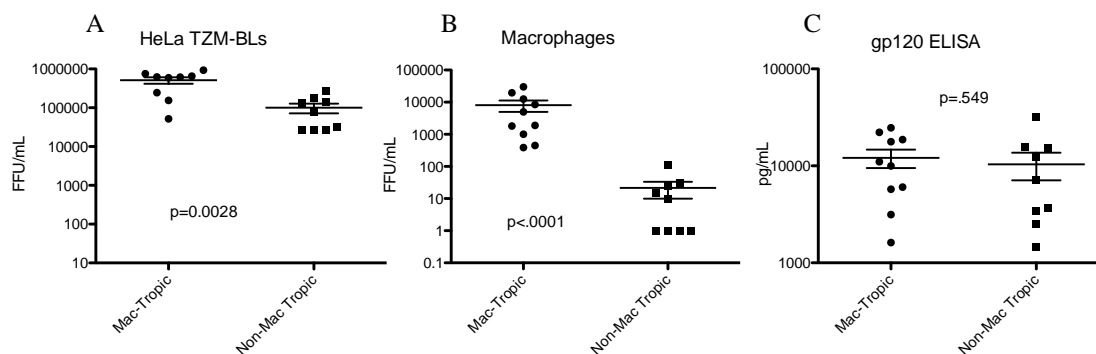 A
HeLa TZM-BLs
FFU/mL
1000000
100000
10000
1000
100
10
p=0.0028
Mac-Tropic
Non-Mac Tropic
B
Macrophages
FFU/mL
100000
10000
1000
100
10
1
0.1
p<.0001
Mac-Tropic
Non-Mac Tropic
C
gp120 ELISA
pg/mL
100000
10000
1000
p=.549
Mac-Tropic
Non-Mac Tropic